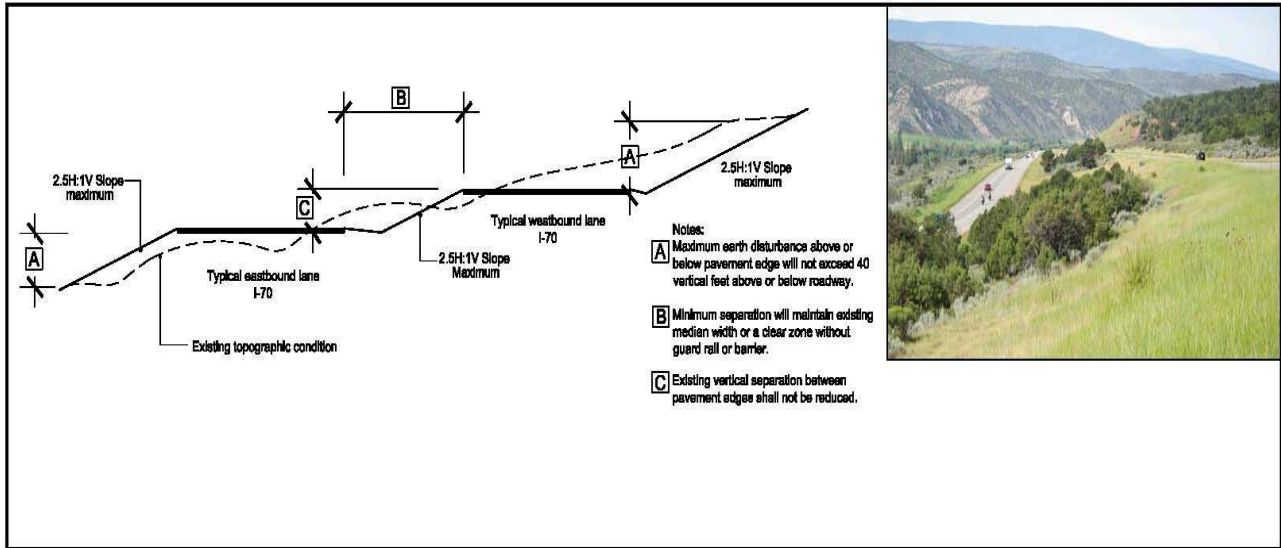 B
A
2.5H:1V Slope
maximum
2.5H:1V Slope
maximum
C
Typical westbound lane
I-70
Notes:
A Maximum earth disturbance above or
below pavement edge will not exceed 40
vertical feet above or below roadway.
A
Typical eastbound lane
I-70
2.5H:1V Slope
Maximum
B Minimum separation will maintain existing
median width or a clear zone without
guard rail or barrier.
Existing topographic condition
C Existing vertical separation between
pavement edges shall not be reduced.